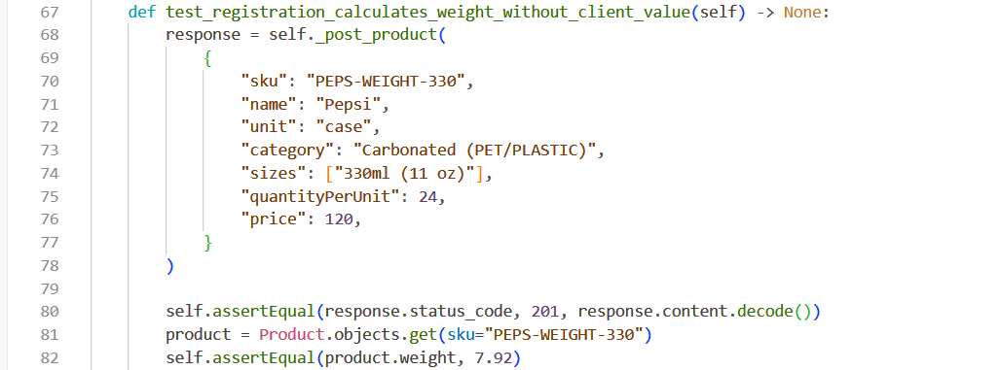 67 def test_registration_calculates_weight_without_client_value(self) -> None:
68 response = self._post_product(
69 {
70 "sku": "PEPS-WEIGHT-330",
71 "name": "Pepsi",
72 "unit": "case",
73 "category": "Carbonated (PET/PLASTIC)",
74 "sizes": ["330ml (11 oz)"],
75 "quantityPerUnit": 24,
76 "price": 120,
77 }
78 )
79
80 self.assertEqual(response.status_code, 201, response.content.decode())
81 product = Product.objects.get(sku="PEPS-WEIGHT-330")
82 self.assertEqual(product.weight, 7.92)